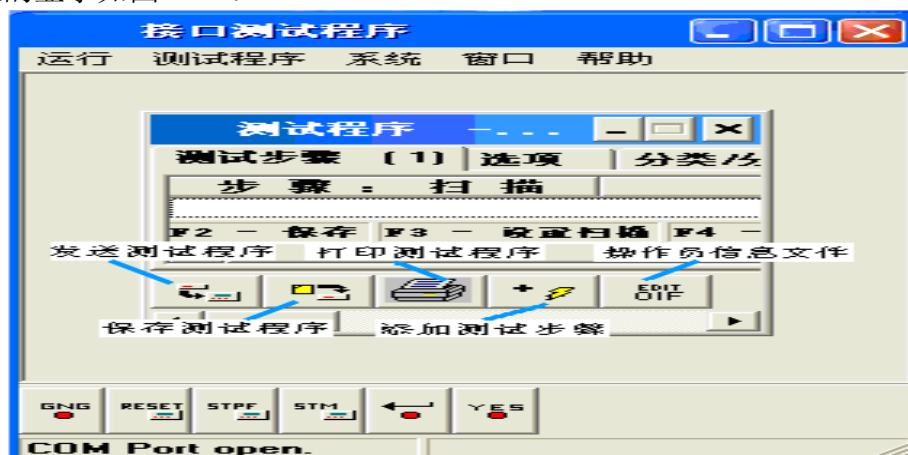 接口测试程序
运行 测试程序 系统 窗口 帮助
测试程序 -...
测试步骤 (1) 选项 分类/分
步 骤 : 扫 描
F2 - 保存 F3 - 设置扫描 F4 -
发送测试程序 打印测试程序 操作员信息文件
EDIT
OIF
保存测试程序 添加测试步骤
GNG RESET STPF STM YES
COM Port open.